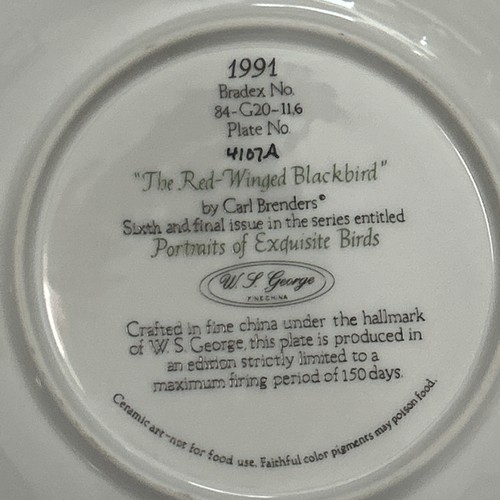 1991
Bradex No.
84-G20-11.6
Plate No.
4107A
"The Red-Winged Blackbird"
by Carl Brenders®
Sixth and final issue in the series entitled
Portraits of Exquisite Birds
W. S. George
FINE CHINA
Crafted in fine china under the hallmark
of W. S. George, this plate is produced in
an edition strictly limited to a
maximum firing period of 150 days.
Ceramic art-not for food use. Faithful color pigments may poison food.